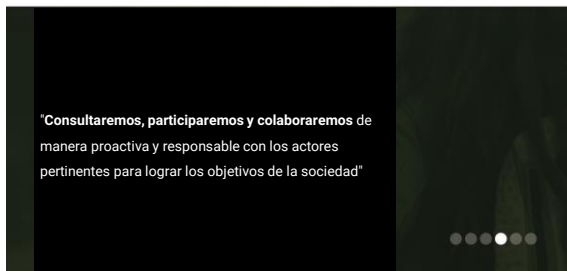 "Consultaremos, participaremos y colaboraremos de
manera proactiva y responsable con los actores
pertinentes para lograr los objetivos de la sociedad"